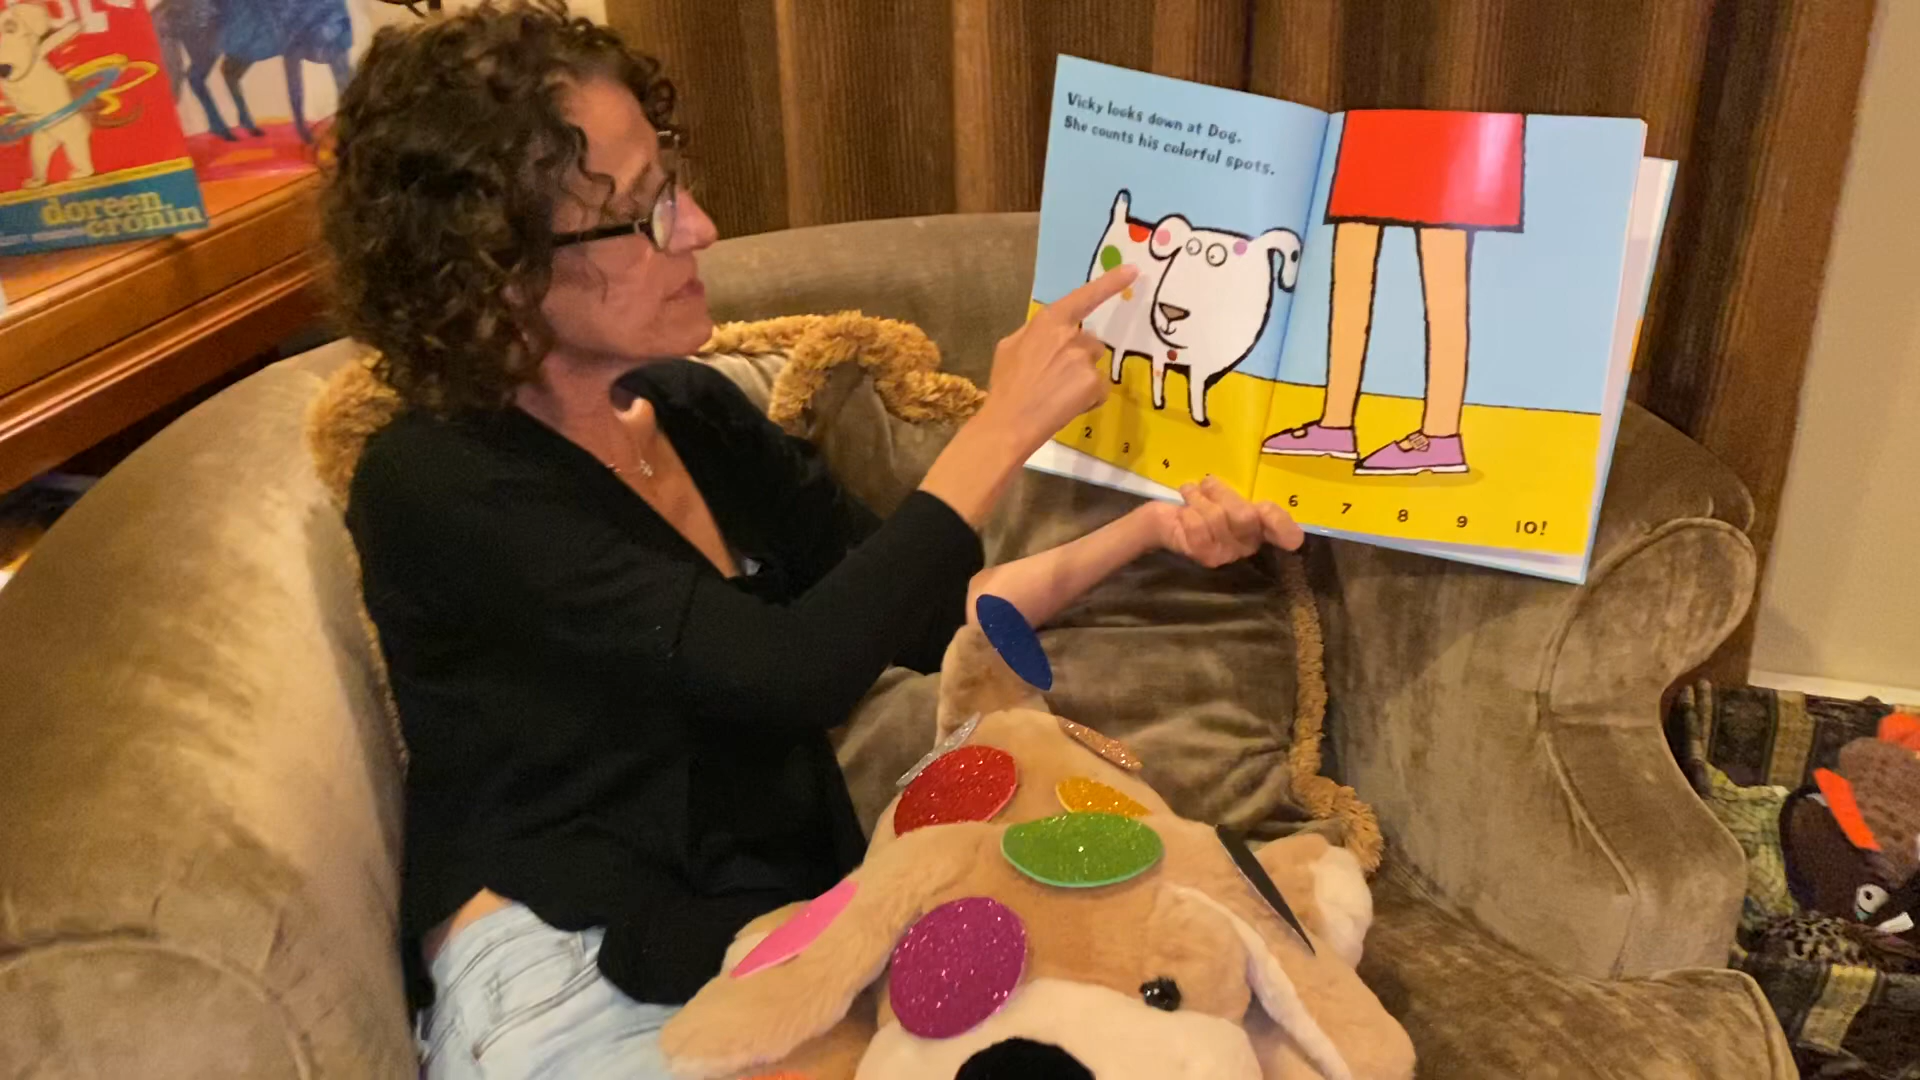 doreen
cronin
Vicky looks down at Dog.
She counts his colorful spots.
2 3 4
6 7 8 9 10!